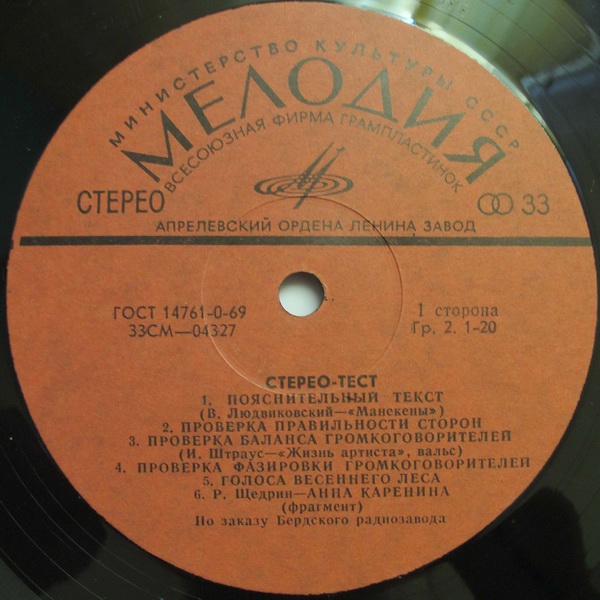 МИНИСТЕРСТВО КУЛЬТУРЫ СССР
МЕЛОДИЯ
ВСЕСОЮЗНАЯ ФИРМА ГРАМПЛАСТИНОК
СТЕРЕО
33
АПРЕЛЕВСКИЙ ОРДЕНА ЛЕНИНА ЗАВОД
ГОСТ 14761-0-69
33СМ—04327
1 сторона
Гр. 2. 1-20
СТЕРЕО-ТЕСТ
1. ПОЯСНИТЕЛЬНЫЙ ТЕКСТ
(В. Людвиковский—«Манекены»)
2. ПРОВЕРКА ПРАВИЛЬНОСТИ СТОРОН
3. ПРОВЕРКА БАЛАНСА ГРОМКОГОВОРИТЕЛЕЙ
(И. Штраус—«Жизнь артиста», вальс)
4. ПРОВЕРКА ФАЗИРОВКИ ГРОМКОГОВОРИТЕЛЕЙ
5. ГОЛОСА ВЕСЕННЕГО ЛЕСА
6. Р. Щедрин—АННА КАРЕНИНА
(фрагмент)
По заказу Бердского радиозавода